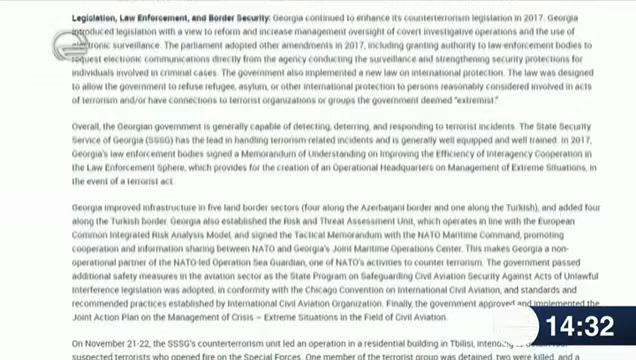 Legislation, Law Enforcement, and Border Security: Georgia continued to enhance its counterterrorism legislation in 2017. Georgia
introduced legislation with a view to reform and increase management oversight of covert investigative operations and the use of
electronic surveillance. The parliament adopted other amendments in 2017, including granting authority to law enforcement bodies to
request electronic communications directly from the agency conducting the surveillance and strengthening security protections for
individuals involved in criminal cases. The government also implemented a new law on international protection. The law was designed
to allow the government to refuse refugee, asylum, or other international protection to persons reasonably considered involved in acts
of terrorism and/or have connections to terrorist organizations or groups the government deemed “extremist.”
Overall, the Georgian government is generally capable of detecting, deterring, and responding to terrorist incidents. The State Security
Service of Georgia (SSSG) has the lead in handling terrorism-related incidents and is generally well equipped and well trained. In 2017,
Georgia's law enforcement bodies signed a Memorandum of Understanding on Improving the Efficiency of Interagency Cooperation in
the Law Enforcement Sphere, which provides for the creation of an Operational Headquarters on Management of Extreme Situations, in
the event of a terrorist act.
Georgia improved infrastructure in five land border sectors (four along the Azerbaijani border and one along the Turkish), and added four
along the Turkish border. Georgia also established the Risk and Threat Assessment Unit, which operates in line with the European
Common Integrated Risk Analysis Model, and signed the Tactical Memorandum with the NATO Maritime Command, promoting
cooperation and information sharing between NATO and Georgia's Joint Maritime Operations Center. This makes Georgia a non-
operational partner of the NATO-led Operation Sea Guardian, one of NATO's activities to counter terrorism. The government passed
additional safety measures in the aviation sector as the State Program on Safeguarding Civil Aviation Security Against Acts of Unlawful
Interference legislation was adopted, in conformity with the Chicago Convention on International Civil Aviation, and standards and
recommended practices established by International Civil Aviation Organization. Finally, the government approved and implemented the
Joint Action Plan on the Management of Crisis – Extreme Situations in the Field of Civil Aviation.
14:32
On November 21-22, the SSSG's counterterrorism unit led an operation in a residential building in Tbilisi, intending to
suspected terrorists who opened fire on the Special Forces. One member of the terrorist group was detained, two were killed, and a